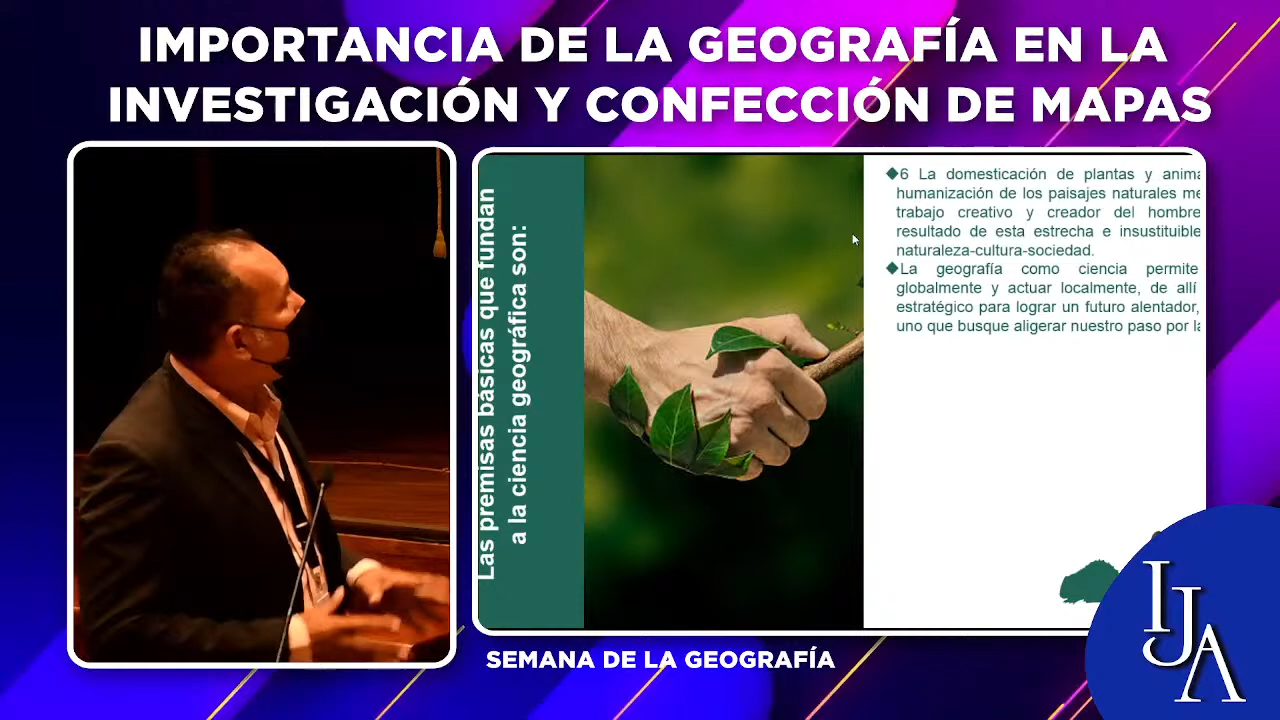 IMPORTANCIA DE LA GEOGRAFÍA EN LA
INVESTIGACIÓN Y CONFECCIÓN DE MAPAS
Las premisas básicas que fundan
a la ciencia geográfica son:
◆6 La domesticación de plantas y anima
humanización de los paisajes naturales me
trabajo creativo y creador del hombre
resultado de esta estrecha e insustituible
naturaleza-cultura-sociedad.
◆La geografía como ciencia permite
globalmente y actuar localmente, de allí
estratégico para lograr un futuro alentador,
uno que busque aligerar nuestro paso por la
SEMANA DE LA GEOGRAFÍA
IJA